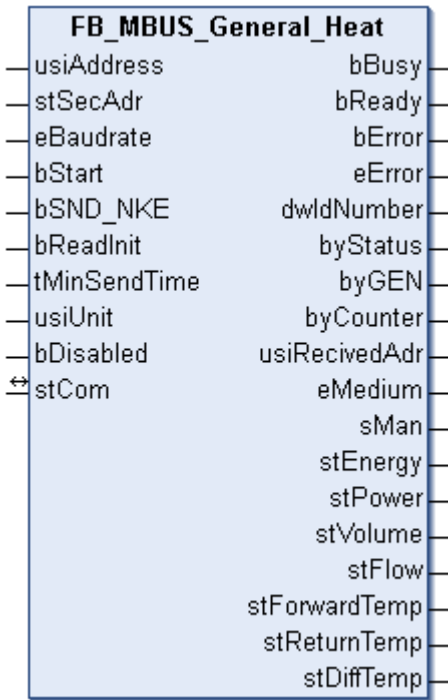 FB_MBUS_General_Heat
usiAddress bBusy
stSecAdr bReady
eBaudrate bError
bStart eError
bSND_NKE dwIdNumber
bReadInit byStatus
tMinSendTime byGEN
usiUnit byCounter
bDisabled usiRecivedAdr
stCom eMedium
sMan
stEnergy
stPower
stVolume
stFlow
stForwardTemp
stReturnTemp
stDiffTemp